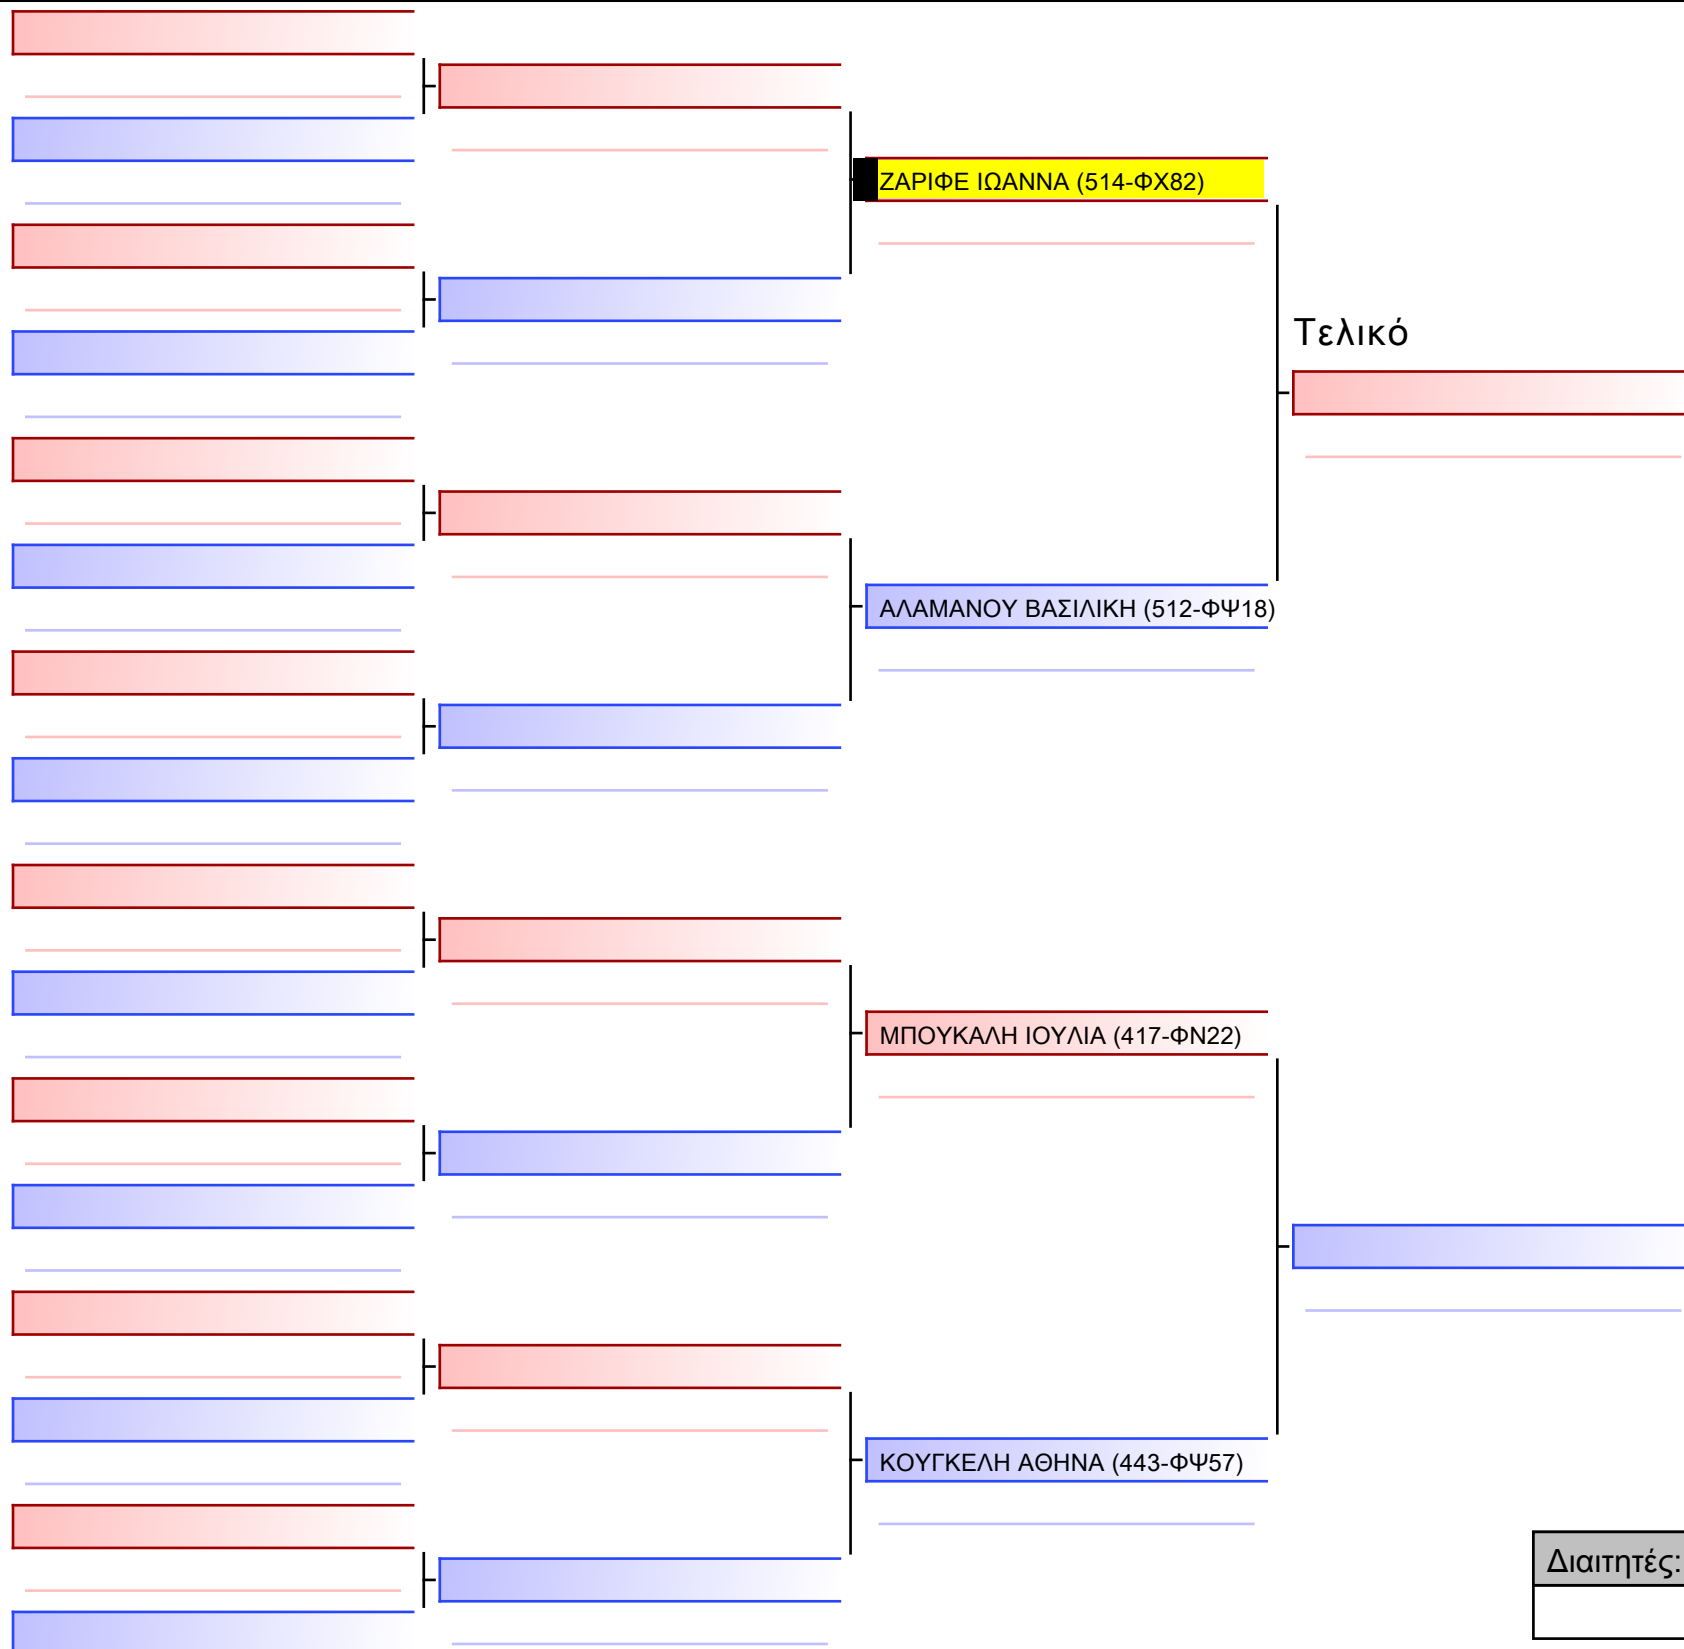 ΖΑΡΙΦΕ ΙΩΑΝΝΑ (514-ΦΧ82)
Τελικό
ΑΛΑΜΑΝΟΥ ΒΑΣΙΛΙΚΗ (512-ΦΨ18)
ΜΠΟΥΚΑΛΗ ΙΟΥΛΙΑ (417-ΦΝ22)
ΚΟΥΓΚΕΛΗ ΑΘΗΝΑ (443-ΦΨ57)
Διαιτητές: